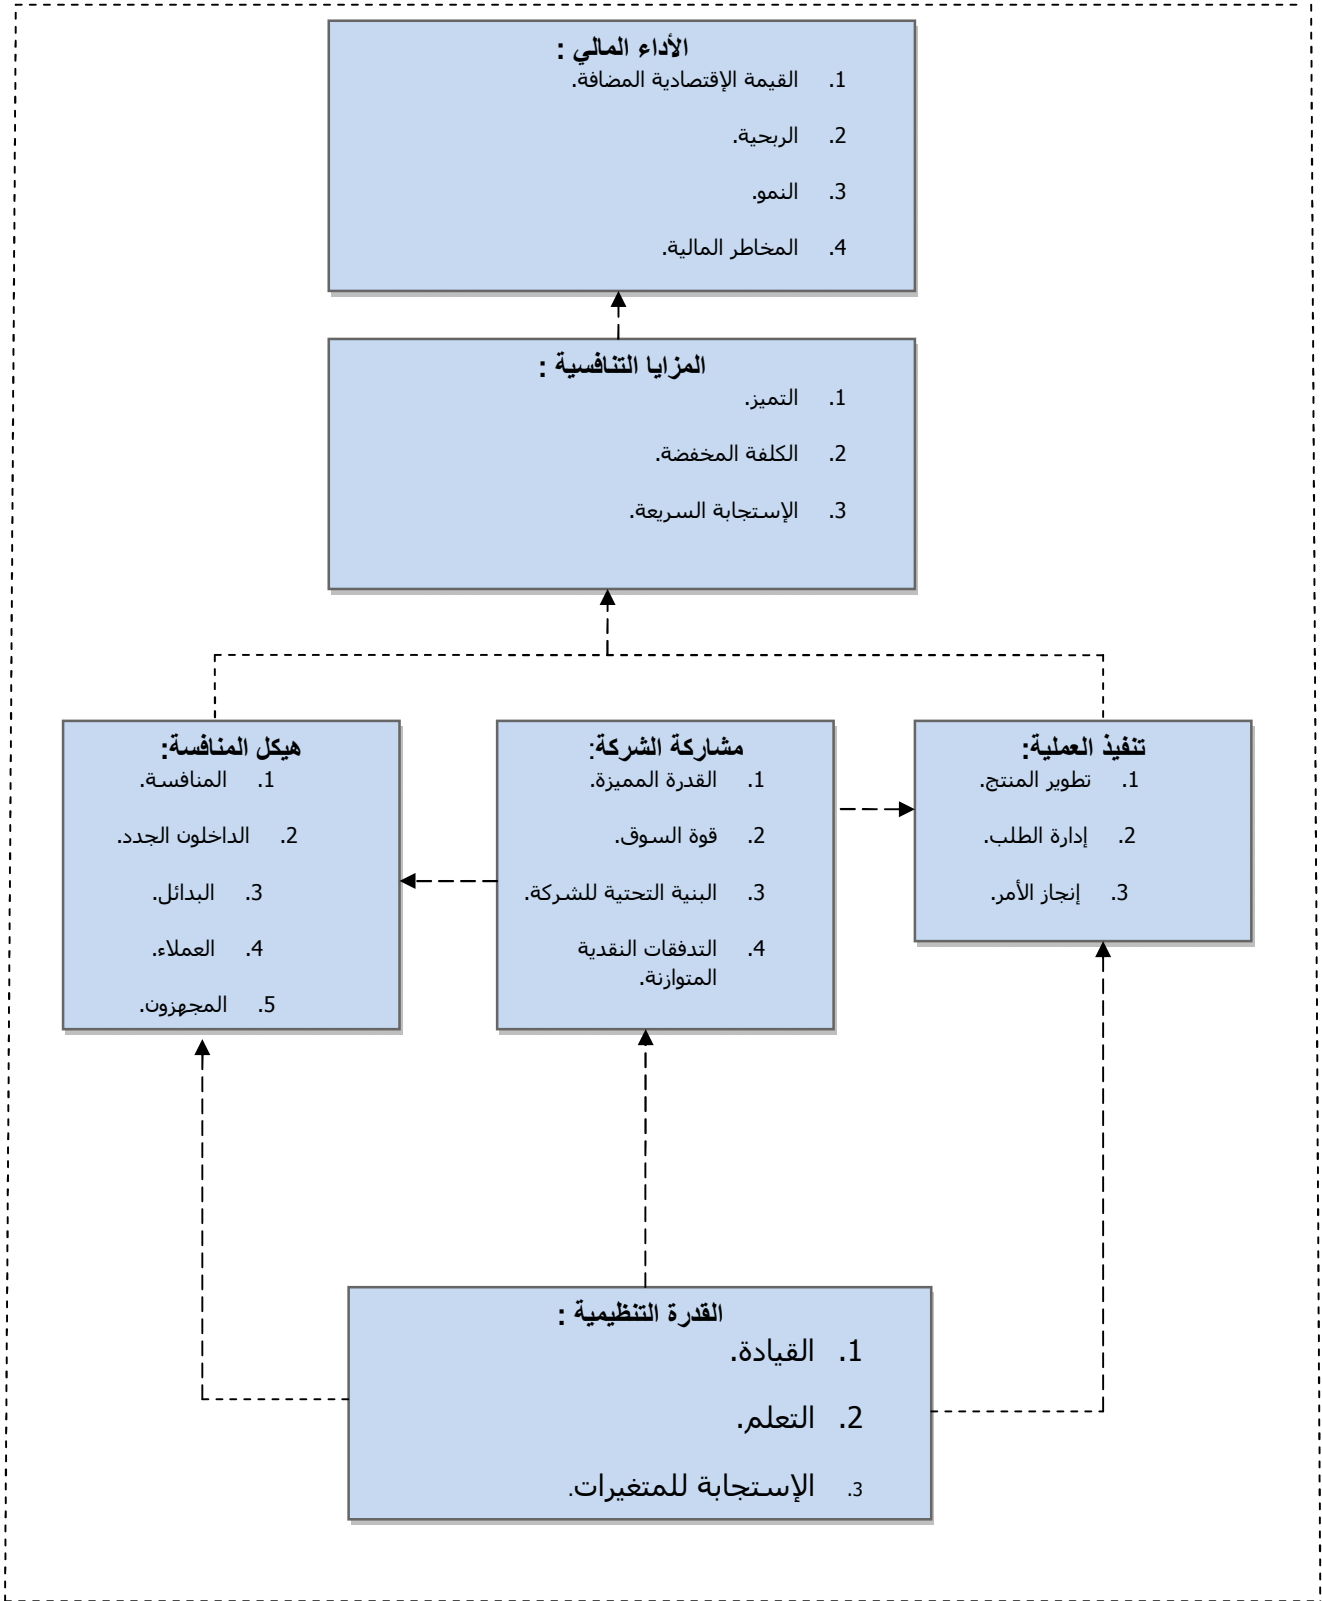 الأداء المالي :
1. القيمة الإقتصادية المضافة.
2. الربحية.
3. النمو.
4. المخاطر المالية.
المزايا التنافسية :
1. التميز.
2. الكلفة المخفضة.
3. الإستجابة السريعة.
تنفيذ العملية:
1. تطوير المنتج.
2. إدارة الطلب.
3. إنجاز الأمر.
مشاركة الشركة:
1. القدرة المميزة.
2. قوة السوق.
3. البنية التحتية للشركة.
4. التدفقات النقدية
المتوازنة.
هيكل المنافسة:
1. المنافسة.
2. الداخلون الجدد.
3. البدائل.
4. العملاء.
5. المجهزون.
القدرة التنظيمية :
1. القيادة.
2. التعلم.
3. الإستجابة للمتغيرات.